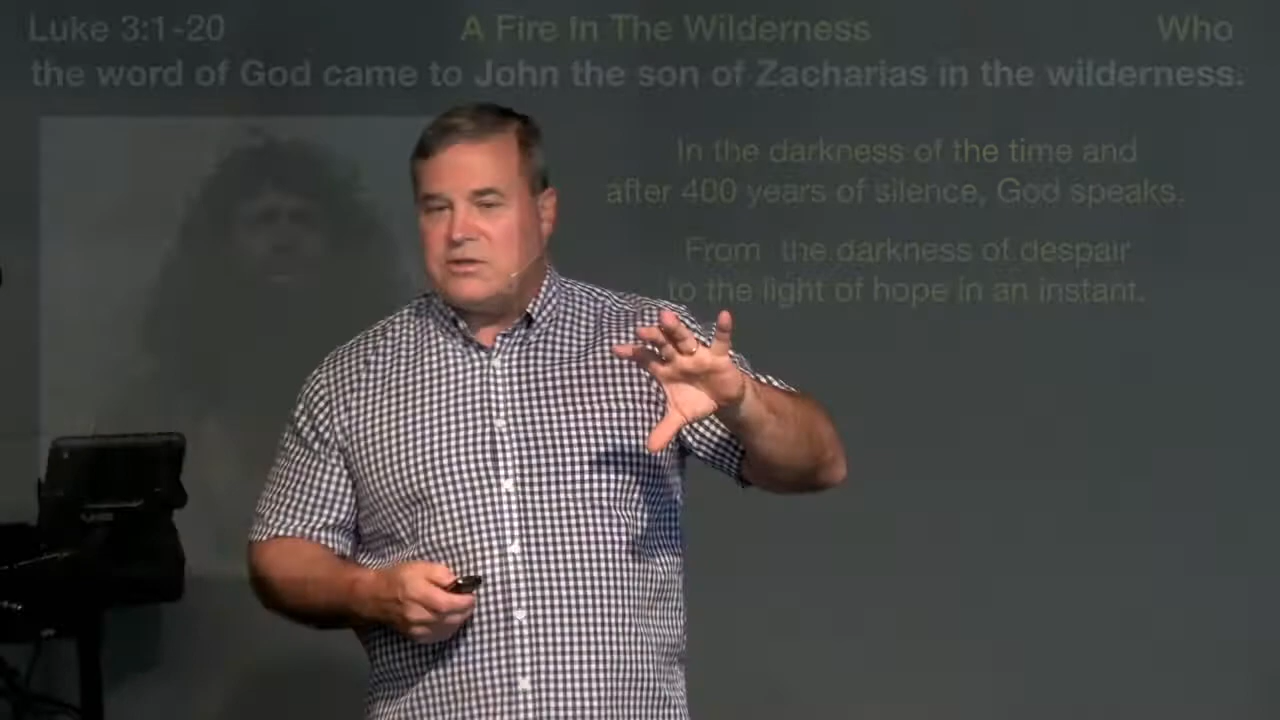 Luke 3:1-20 A Fire In The Wilderness Who
the word of God came to John the son of Zacharias in the wilderness.
In the darkness of the time and
after 400 years of silence, God speaks.
From the darkness of despair
to the light of hope in an instant.